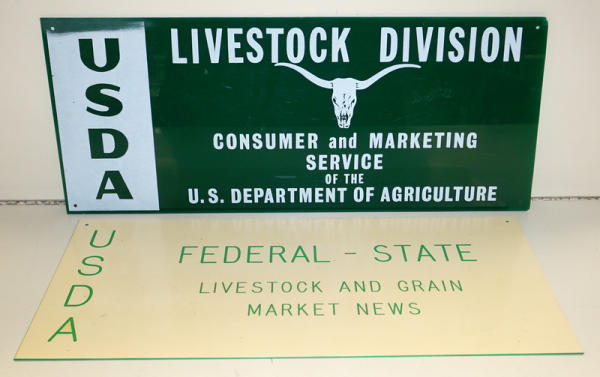 USDA
LIVESTOCK DIVISION
CONSUMER and MARKETING
SERVICE
OF THE
U.S. DEPARTMENT OF AGRICULTURE
USDA
FEDERAL - STATE
LIVESTOCK AND GRAIN
MARKET NEWS